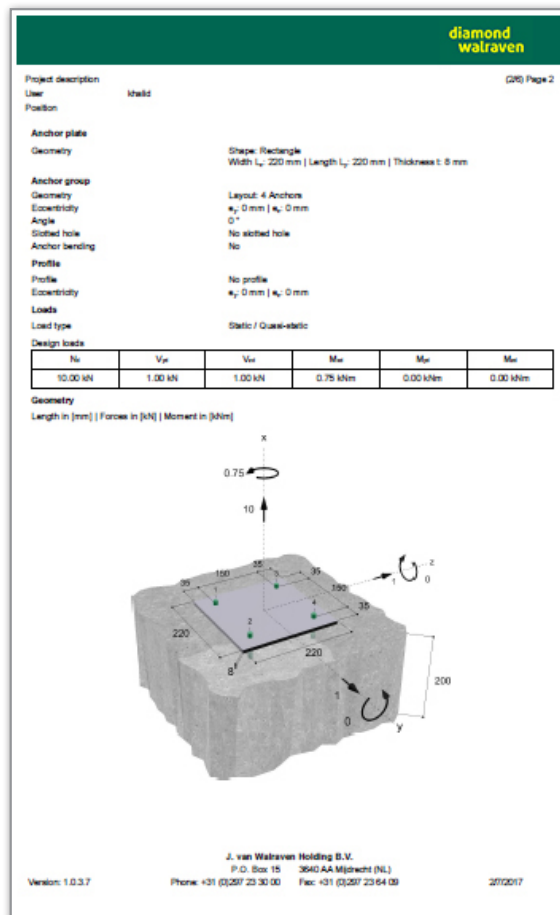 diamond
walraven
Project description (2/6) Page 2
User khalid
Position
Anchor plate
Geometry Shape: Rectangle
Width Ly: 220 mm | Length Lz: 220 mm | Thickness t: 8 mm
Anchor group
Geometry Layout: 4 Anchors
Eccentricity ey: 0 mm | ez: 0 mm
Angle 0 °
Slotted hole No slotted hole
Anchor bending No
Profile
Profile No profile
Eccentricity ey: 0 mm | ez: 0 mm
Loads
Load type Static / Quasi-static
Design loads
10.00 kN 1.00 kN 1.00 kN 0.75 kNm 0.00 kNm 0.00 kNm
Geometry
Length in [mm] | Forces in [kN] | Moment in [kNm]
x
0.75
10
35 150 35
35 150 35
z
1 0
1 2 4
220 220
8
200
1
0
y
J. van Walraven Holding B.V.
P.O. Box 15 3640 AA Mijdrecht (NL)
Version: 1.0.3.7 Phone: +31 (0)297 23 30 00 Fax: +31 (0)297 23 64 09 2/7/2017